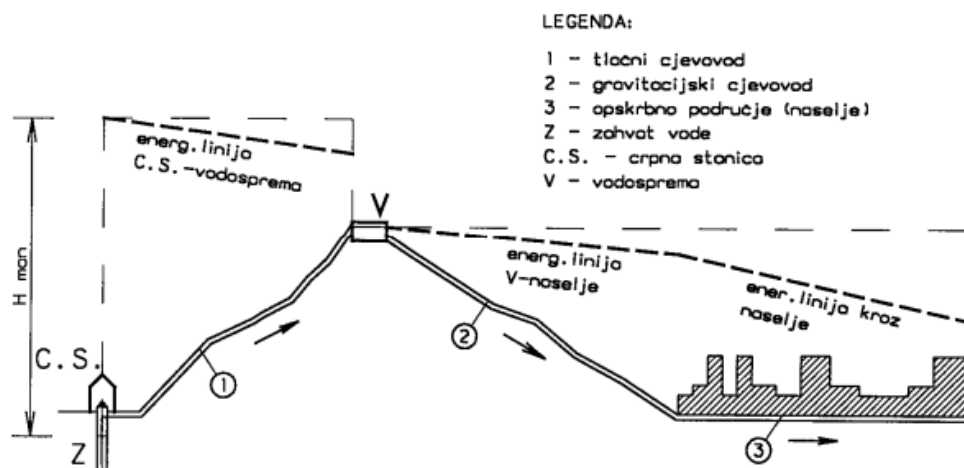 LEGENDA:
1 - tlačni cjevovod
2 - gravitacijski cjevovod
3 - opskrbno područje (naselje)
Z - zahvat vode
C.S. - crpna stanica
V - vodosprema
energ.linija
C.S.-vodosprema
V
H man
energ.linija
V-naselje
ener.linija kroz
naselje
C.S.
1
2
3
Z